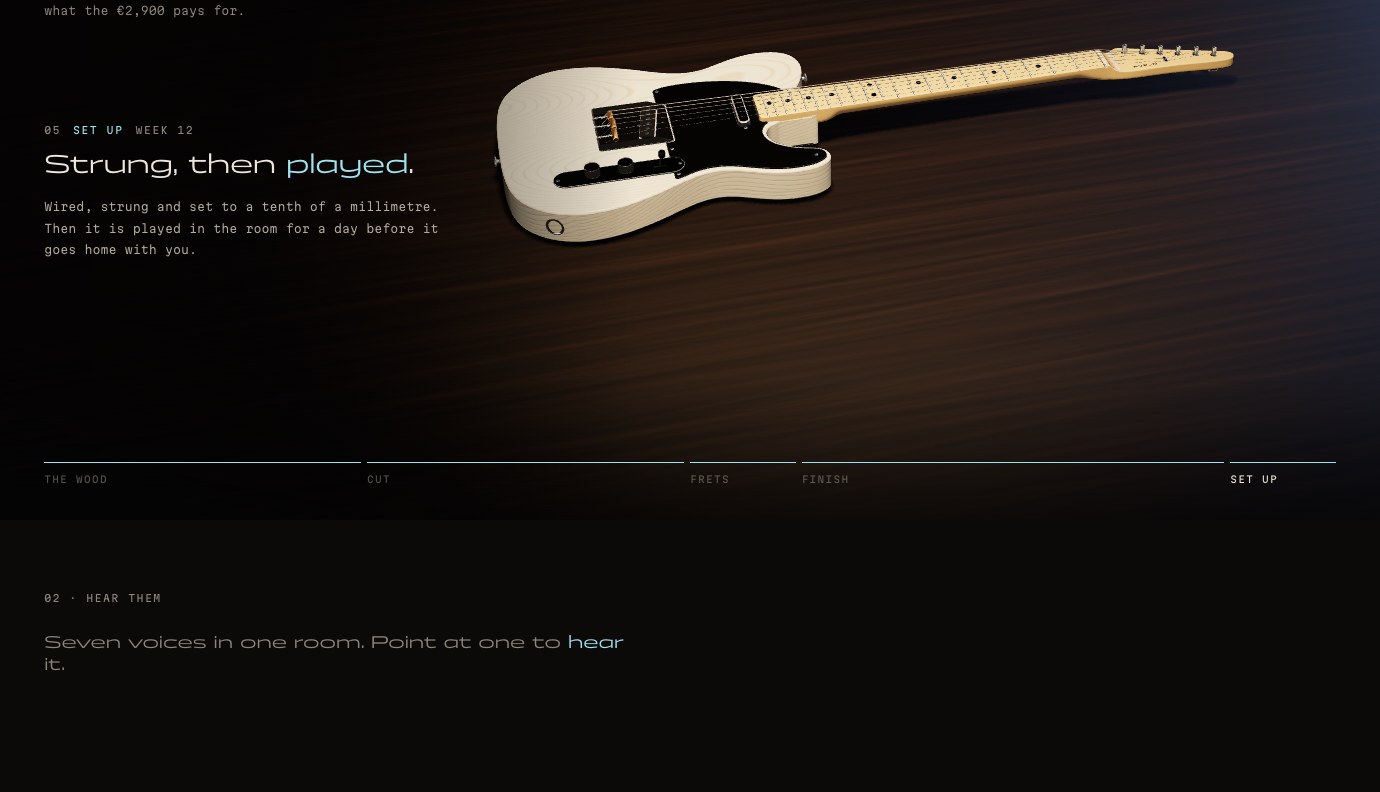 what the €2,900 pays for.
05 SET UP WEEK 12
Strung, then played.
Wired, strung and set to a tenth of a millimetre.
Then it is played in the room for a day before it
goes home with you.
THE WOOD CUT FRETS FINISH SET UP
02 · HEAR THEM
Seven voices in one room. Point at one to hear
it.